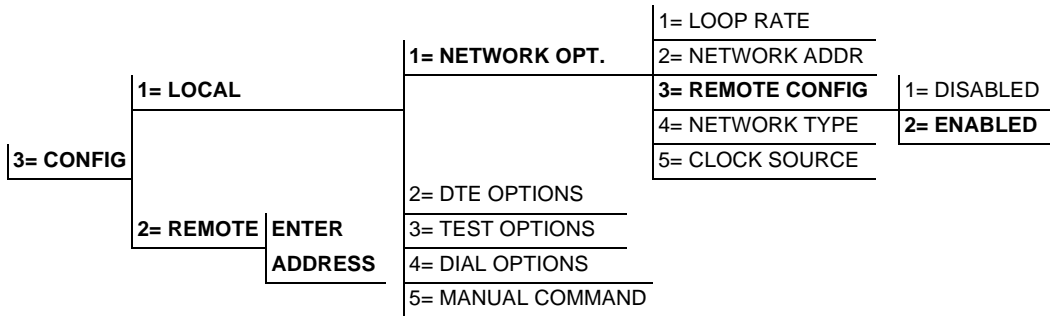 3= CONFIG
1= LOCAL
2= REMOTE
ENTER
ADDRESS
1= NETWORK OPT.
2= DTE OPTIONS
3= TEST OPTIONS
4= DIAL OPTIONS
5= MANUAL COMMAND
1= LOOP RATE
2= NETWORK ADDR
3= REMOTE CONFIG
4= NETWORK TYPE
5= CLOCK SOURCE
1= DISABLED
2= ENABLED